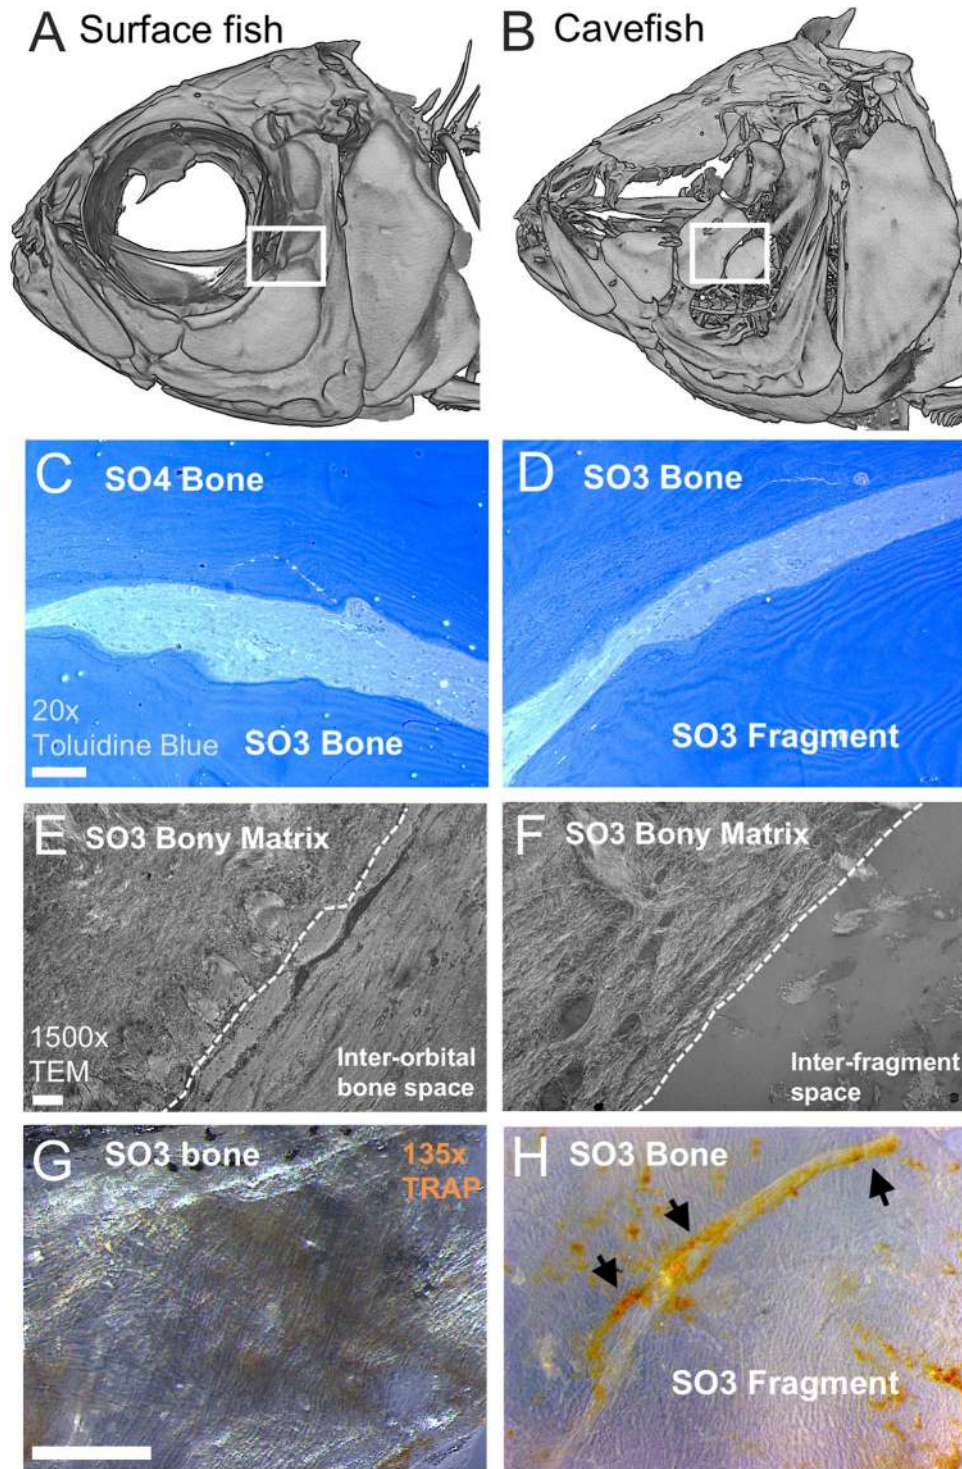 A Surface fish
B Cavefish
C SO4 Bone
20x
Toluidine Blue
SO3 Bone
D SO3 Bone
SO3 Fragment
E SO3 Bony Matrix
1500x
TEM
Inter-orbital
bone space
F SO3 Bony Matrix
Inter-fragment
space
G SO3 bone
135x
TRAP
H SO3 Bone
SO3 Fragment